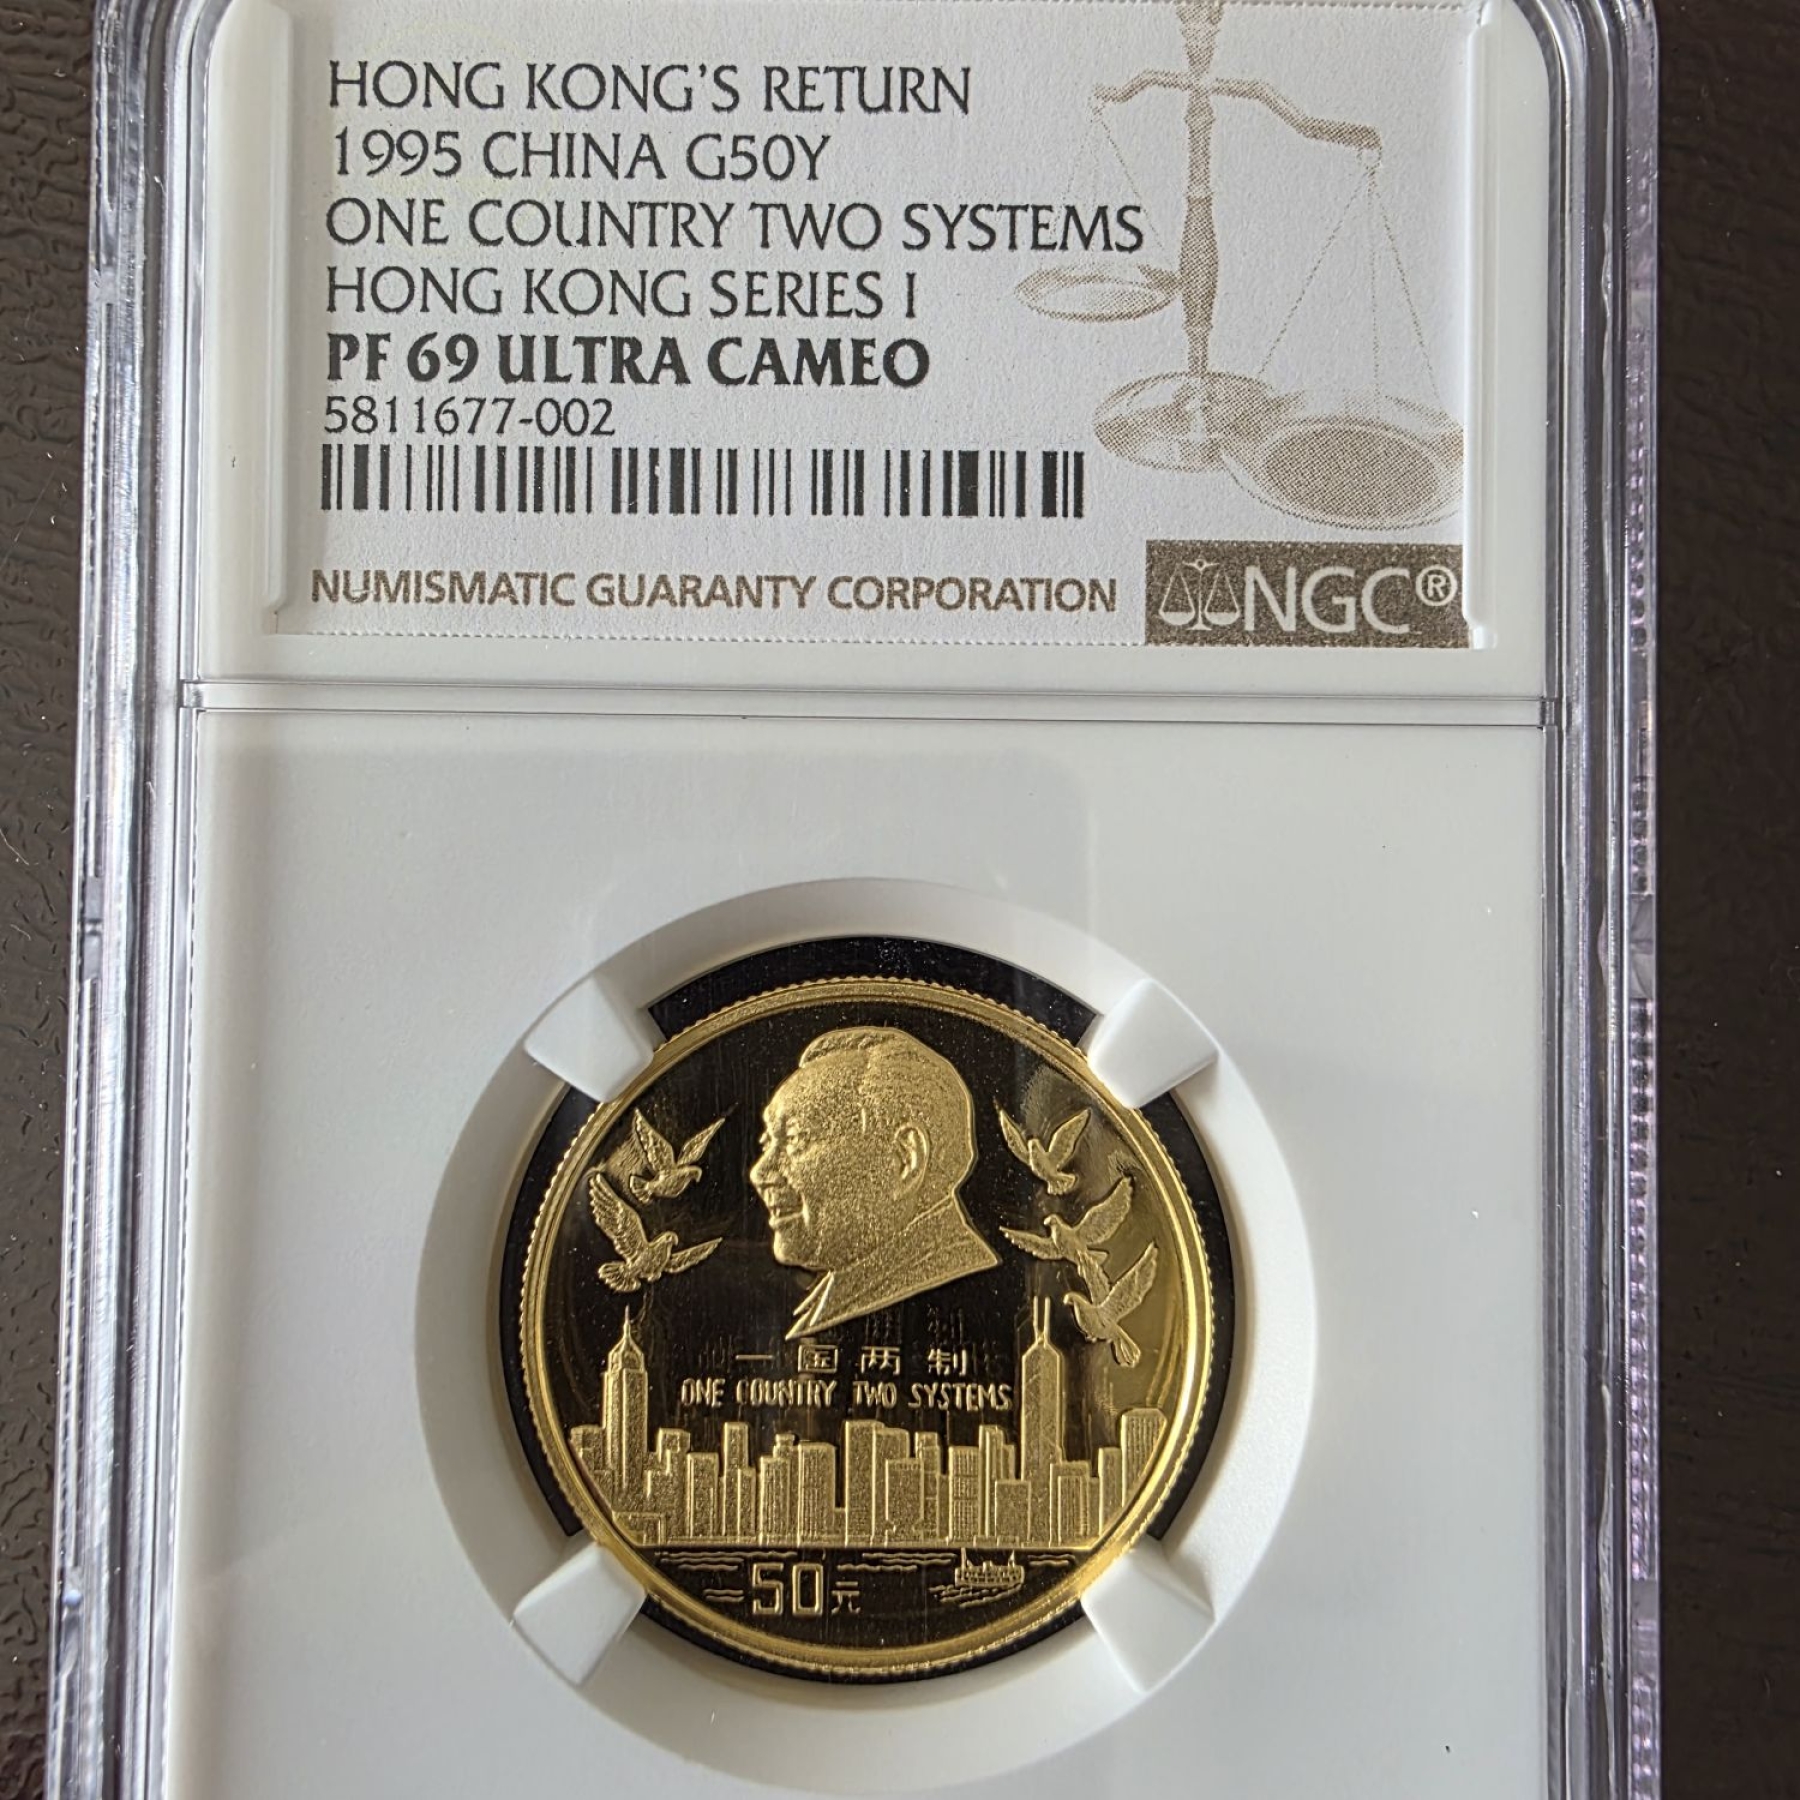 HONG KONG'S RETURN
1995 CHINA G50Y
ONE COUNTRY TWO SYSTEMS
HONG KONG SERIES I
PF 69 ULTRA CAMEO
5811677-002
NUMISMATIC GUARANTY CORPORATION
NGC®
一国两制
ONE COUNTRY TWO SYSTEMS
50元